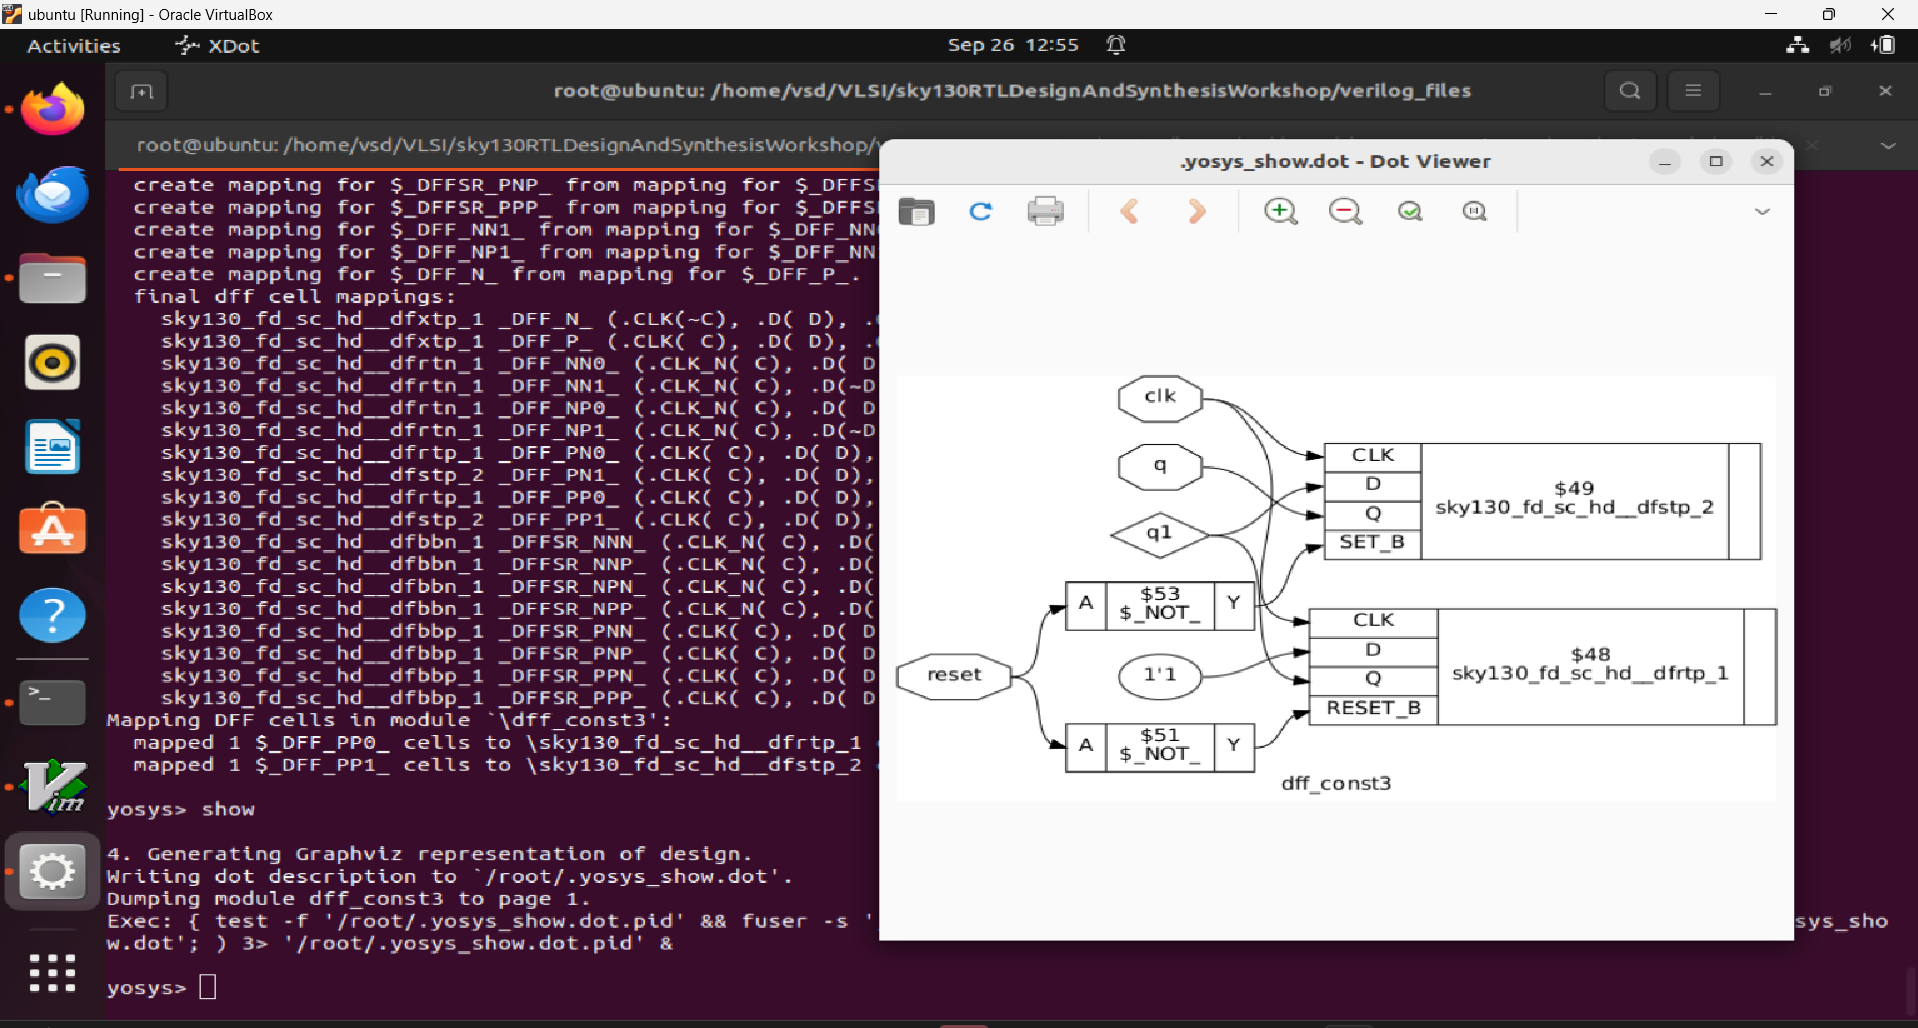 ubuntu [Running] - Oracle VirtualBox
Activities
XDot
Sep 26 12:55
root@ubuntu: /home/vsd/VLSI/sky130RTLDesignAndSynthesisWorkshop/verilog_files
root@ubuntu: /home/vsd/VLSI/sky130RTLDesignAndSynthesisWorkshop/
create mapping for $_DFFSR_PNP_ from mapping for $_DFFS
create mapping for $_DFFSR_PPP_ from mapping for $_DFFS
create mapping for $_DFF_NN1_ from mapping for $_DFF_NN
create mapping for $_DFF_NP1_ from mapping for $_DFF_NN
create mapping for $_DFF_N_ from mapping for $_DFF_P_.
final dff cell mappings:
sky130_fd_sc_hd__dfxtp_1 _DFF_N_ (.CLK(~C), .D( D), .
sky130_fd_sc_hd__dfxtp_1 _DFF_P_ (.CLK( C), .D( D), .
sky130_fd_sc_hd__dfrtn_1 _DFF_NN0_ (.CLK_N( C), .D( D
sky130_fd_sc_hd__dfrtn_1 _DFF_NN1_ (.CLK_N( C), .D(~D
sky130_fd_sc_hd__dfrtn_1 _DFF_NP0_ (.CLK_N( C), .D( D
sky130_fd_sc_hd__dfrtn_1 _DFF_NP1_ (.CLK_N( C), .D(~D
sky130_fd_sc_hd__dfrtp_1 _DFF_PN0_ (.CLK( C), .D( D),
sky130_fd_sc_hd__dfstp_2 _DFF_PN1_ (.CLK( C), .D( D),
sky130_fd_sc_hd__dfrtp_1 _DFF_PP0_ (.CLK( C), .D( D),
sky130_fd_sc_hd__dfstp_2 _DFF_PP1_ (.CLK( C), .D( D),
sky130_fd_sc_hd__dfbbn_1 _DFFSR_NNN_ (.CLK_N( C), .D(
sky130_fd_sc_hd__dfbbn_1 _DFFSR_NNP_ (.CLK_N( C), .D(
sky130_fd_sc_hd__dfbbn_1 _DFFSR_NPN_ (.CLK_N( C), .D(
sky130_fd_sc_hd__dfbbn_1 _DFFSR_NPP_ (.CLK_N( C), .D(
sky130_fd_sc_hd__dfbbp_1 _DFFSR_PNN_ (.CLK( C), .D( D
sky130_fd_sc_hd__dfbbp_1 _DFFSR_PNP_ (.CLK( C), .D( D
sky130_fd_sc_hd__dfbbp_1 _DFFSR_PPN_ (.CLK( C), .D( D
sky130_fd_sc_hd__dfbbp_1 _DFFSR_PPP_ (.CLK( C), .D( D
Mapping DFF cells in module `\dff_const3':
mapped 1 $_DFF_PP0_ cells to \sky130_fd_sc_hd__dfrtp_1
mapped 1 $_DFF_PP1_ cells to \sky130_fd_sc_hd__dfstp_2
yosys> show
4. Generating Graphviz representation of design.
Writing dot description to `/root/.yosys_show.dot'.
Dumping module dff_const3 to page 1.
Exec: { test -f '/root/.yosys_show.dot.pid' && fuser -s '
sys_sho
w.dot'; ) 3> '/root/.yosys_show.dot.pid' &
yosys>
.yosys_show.dot - Dot Viewer
clk
q
q1
CLK
D
Q
SET_B
$49
sky130_fd_sc_hd__dfstp_2
A
$53
$_NOT_
Y
reset
1'1
CLK
D
Q
RESET_B
$48
sky130_fd_sc_hd__dfrtp_1
A
$51
$_NOT_
Y
dff_const3